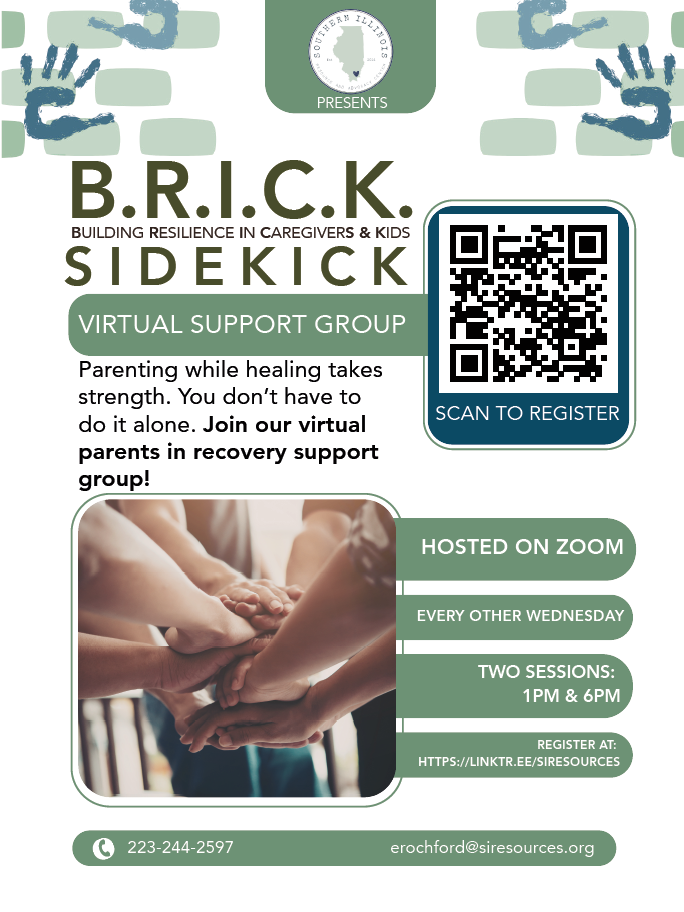 SOUTHERN ILLINOIS
PRESENTS
B.R.I.C.K.
BUILDING RESILIENCE IN CAREGIVERS & KIDS
SIDEKICK
VIRTUAL SUPPORT GROUP
Parenting while healing takes
strength. You don't have to
do it alone. Join our virtual
parents in recovery support
group!
SCAN TO REGISTER
HOSTED ON ZOOM
EVERY OTHER WEDNESDAY
TWO SESSIONS:
1PM & 6PM
REGISTER AT:
HTTPS://LINKTR.EE/SIRESOURCES
223-244-2597
erochford@siresources.org